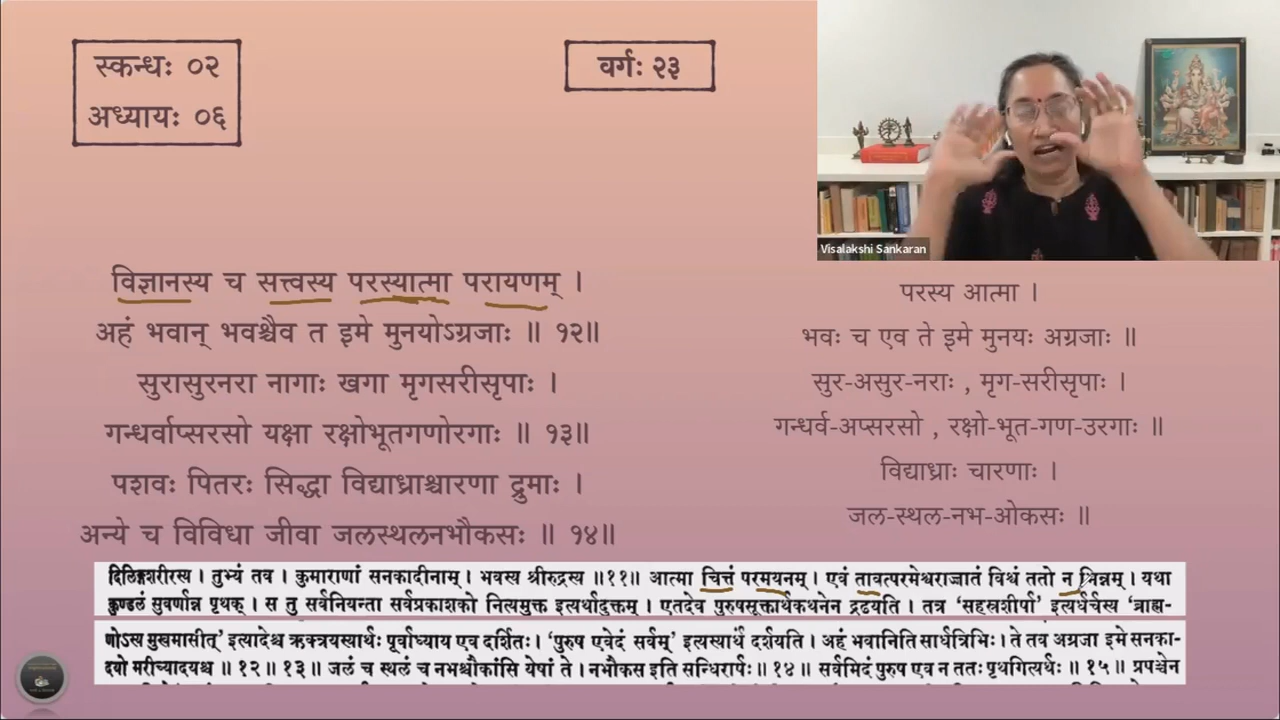 स्कन्धः ०२
अध्यायः ०६
वर्गः २३
Visalakshi Sankaran
विज्ञानस्य च सत्त्वस्य परस्यात्मा परायणम् ।
अहं भवान् भवश्चैव त इमे मुनयोऽग्रजाः ॥ १२॥
सुरासुरनरा नागाः खगा मृगसरीसृपाः ।
गन्धर्वाप्सरसो यक्षा रक्षोभूतगणोरगाः ॥ १३॥
पशवः पितरः सिद्धा विद्याध्राश्चारणा द्रुमाः ।
अन्ये च विविधा जीवा जलस्थलनभौकसः ॥ १४॥
परस्य आत्मा ।
भवः च एव ते इमे मुनयः अग्रजाः ॥
सुर-असुर-नराः , मृग-सरीसृपाः ।
गन्धर्व-अप्सरसो , रक्षो-भूत-गण-उरगाः ॥
विद्याध्राः चारणाः ।
जल-स्थल-नभ-ओकसः ॥
तुभ्यं तव । कुमाराणां सनकादीनाम् । भवस्य श्रीरुद्रस्य ॥११॥ आत्मा चित्तं परमयनम् । एवं तावत्परमेश्वराज्जातं विश्वं ततो न भिन्नम् । यथा
कुण्डलं सुवर्णान्न पृथक् । स तु सर्वनियन्ता सर्वप्रकाशको नित्यमुक्त इत्यर्थादुक्तम् । एतदेव पुरुषसूक्तार्थकथनेन द्रढयति । तत्र 'सहस्रशीर्षा' इत्यर्धर्चस्य 'ब्राह्म-
णोऽस्य मुखमासीत्' इत्यादेश्च ऋक्त्रयस्यार्थः पूर्वाध्याय एव दर्शितः । 'पुरुष एवेदं सर्वम्' इत्यस्यार्थं दर्शयति । अहं भवानिति सार्धत्रिभिः । ते तव अग्रजा इमे सनका-
दयो मरीच्यादयश्च ॥ १२ ॥ १३ ॥ जलं च स्थलं च नभश्चौकांसि येषां ते । नभौकस इति सन्धिरार्षः ॥ १४ ॥ सर्वमिदं पुरुष एव न ततः पृथगित्यर्थः ॥ १५ ॥ प्रपञ्चेन